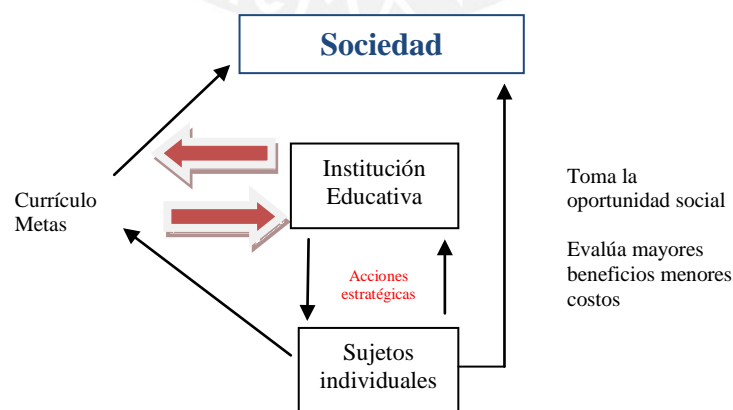 Sociedad
Institución
Educativa
Currículo
Metas
Toma la
oportunidad social
Evalúa mayores
beneficios menores
costos
Acciones
estratégicas
Sujetos
individuales